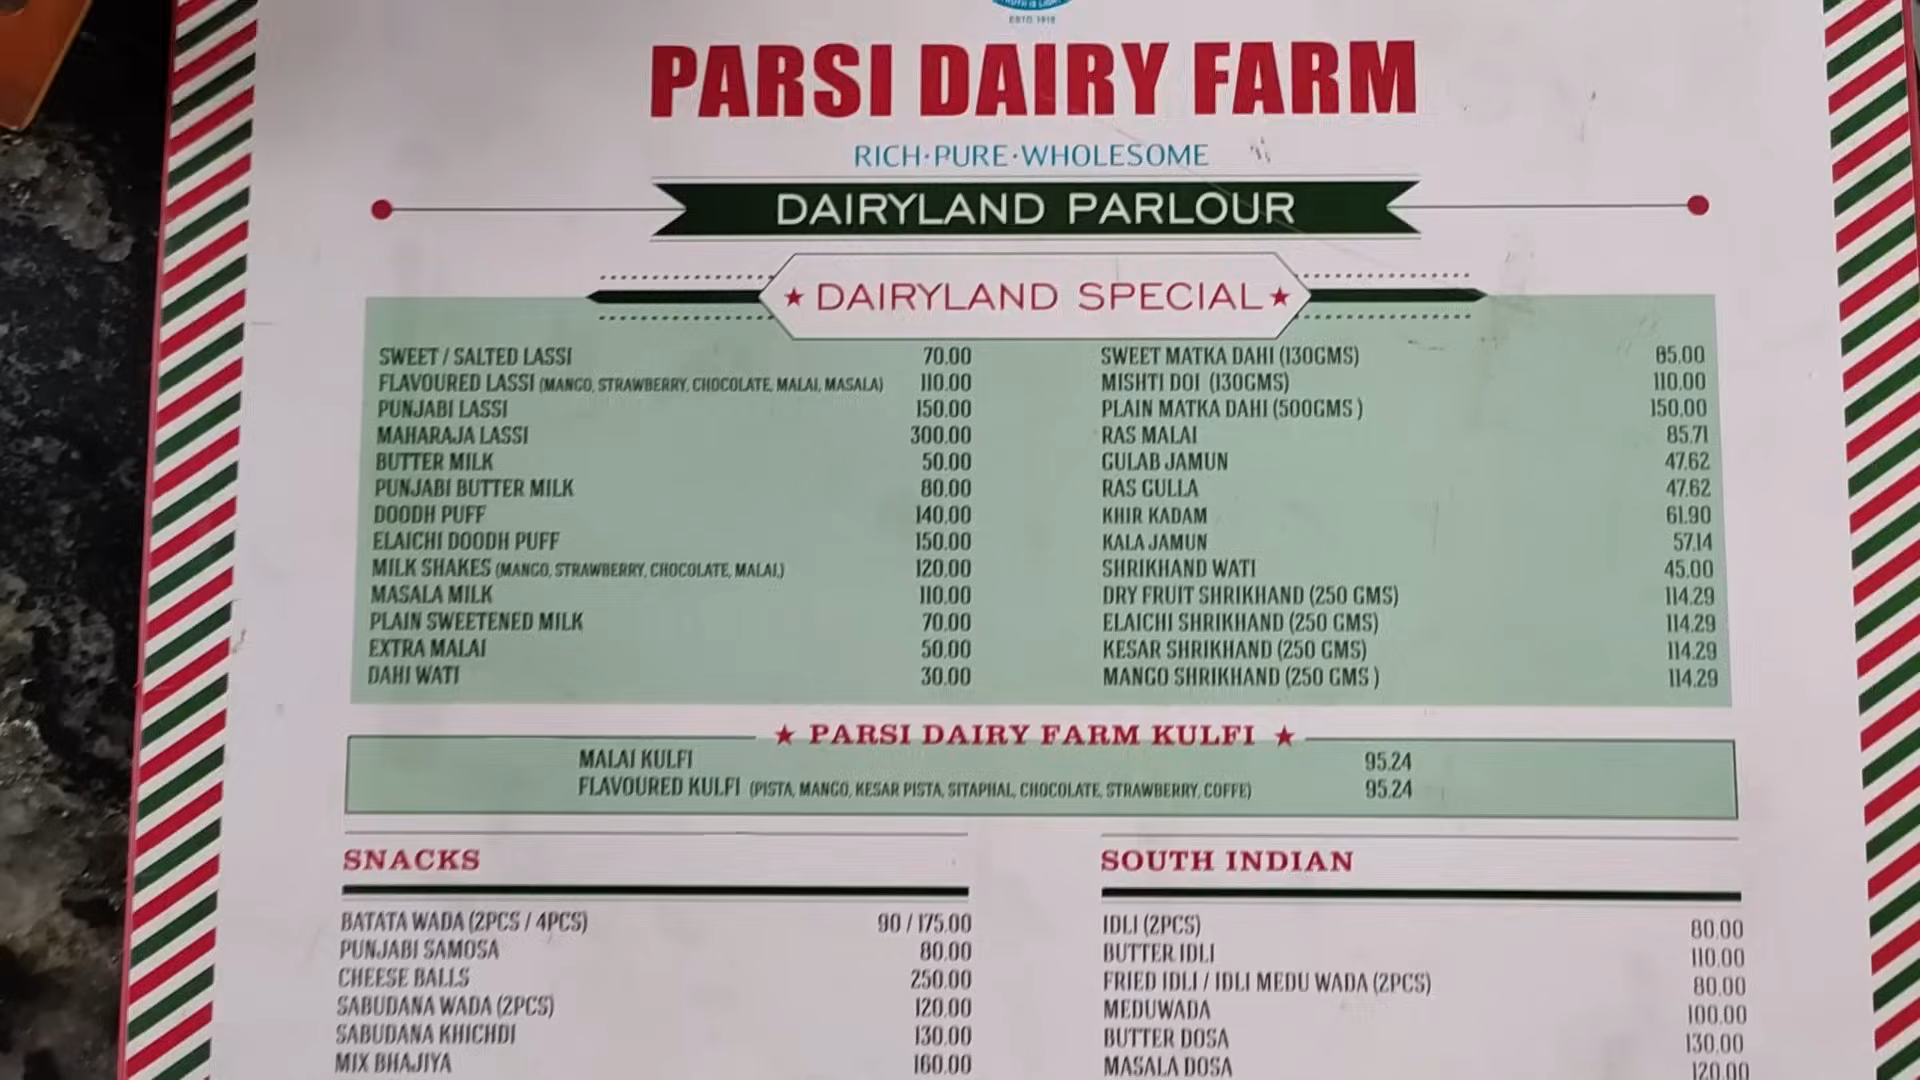 ESTD. 1916
PARSI DAIRY FARM
RICH·PURE·WHOLESOME
DAIRYLAND PARLOUR
★ DAIRYLAND SPECIAL ★
SWEET / SALTED LASSI 70.00
FLAVOURED LASSI (MANGO, STRAWBERRY, CHOCOLATE, MALAI, MASALA) 110.00
PUNJABI LASSI 150.00
MAHARAJA LASSI 300.00
BUTTER MILK 50.00
PUNJABI BUTTER MILK 80.00
DOODH PUFF 140.00
ELAICHI DOODH PUFF 150.00
MILK SHAKES (MANGO, STRAWBERRY, CHOCOLATE, MALAI,) 120.00
MASALA MILK 110.00
PLAIN SWEETENED MILK 70.00
EXTRA MALAI 50.00
DAHI WATI 30.00
SWEET MATKA DAHI (130GMS) 85.00
MISHTI DOI (130GMS) 110.00
PLAIN MATKA DAHI (500GMS ) 150.00
RAS MALAI 85.71
GULAB JAMUN 47.62
RAS GULLA 47.62
KHIR KADAM 61.90
KALA JAMUN 57.14
SHRIKHAND WATI 45.00
DRY FRUIT SHRIKHAND (250 GMS) 114.29
ELAICHI SHRIKHAND (250 GMS) 114.29
KESAR SHRIKHAND (250 GMS) 114.29
MANGO SHRIKHAND (250 GMS ) 114.29
★ PARSI DAIRY FARM KULFI ★
MALAI KULFI 95.24
FLAVOURED KULFI (PISTA, MANGO, KESAR PISTA, SITAPHAL, CHOCOLATE, STRAWBERRY, COFFE) 95.24
SNACKS
BATATA WADA (2PCS / 4PCS) 90 / 175.00
PUNJABI SAMOSA 80.00
CHEESE BALLS 250.00
SABUDANA WADA (2PCS) 120.00
SABUDANA KHICHDI 130.00
MIX BHAJIYA 160.00
SOUTH INDIAN
IDLI (2PCS) 80.00
BUTTER IDLI 110.00
FRIED IDLI / IDLI MEDU WADA (2PCS) 80.00
MEDUWADA 100.00
BUTTER DOSA 130.00
MASALA DOSA 120.00